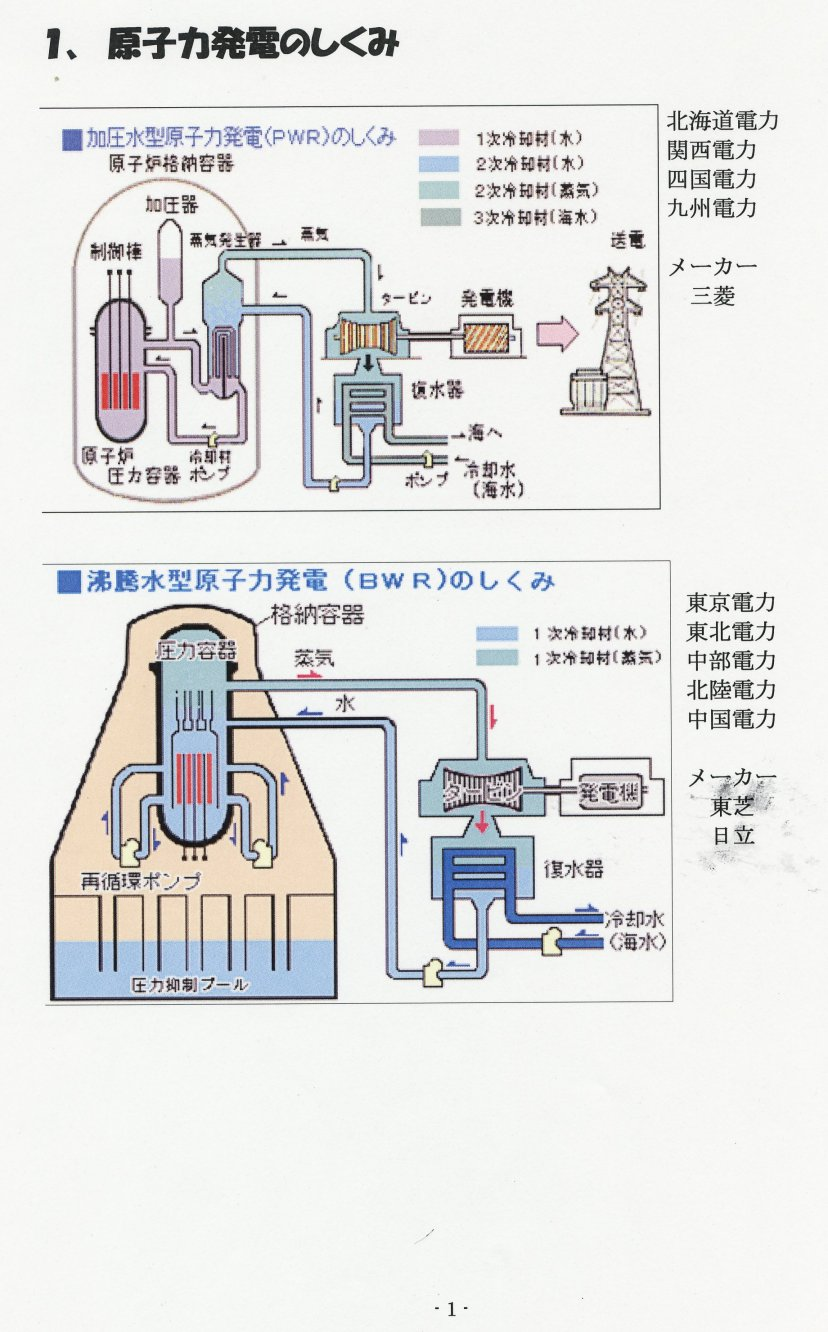 1、原子力発電のしくみ
■加圧水型原子力発電(PWR)のしくみ
1次冷却材(水)
2次冷却材(水)
2次冷却材(蒸気)
3次冷却材(海水)
原子炉格納容器
加圧器
制御棒
蒸気発生器
蒸気
タービン
発電機
送電
復水器
海へ
冷却水
(海水)
ポンプ
原子炉
圧力容器
冷却材
ポンプ
北海道電力
関西電力
四国電力
九州電力
メーカー
三菱
■沸騰水型原子力発電(BWR)のしくみ
格納容器
圧力容器
1次冷却材(水)
1次冷却材(蒸気)
蒸気
水
タービン
発電機
復水器
冷却水
(海水)
再循環ポンプ
圧力抑制プール
東京電力
東北電力
中部電力
北陸電力
中国電力
メーカー
東芝
日立
- 1 -